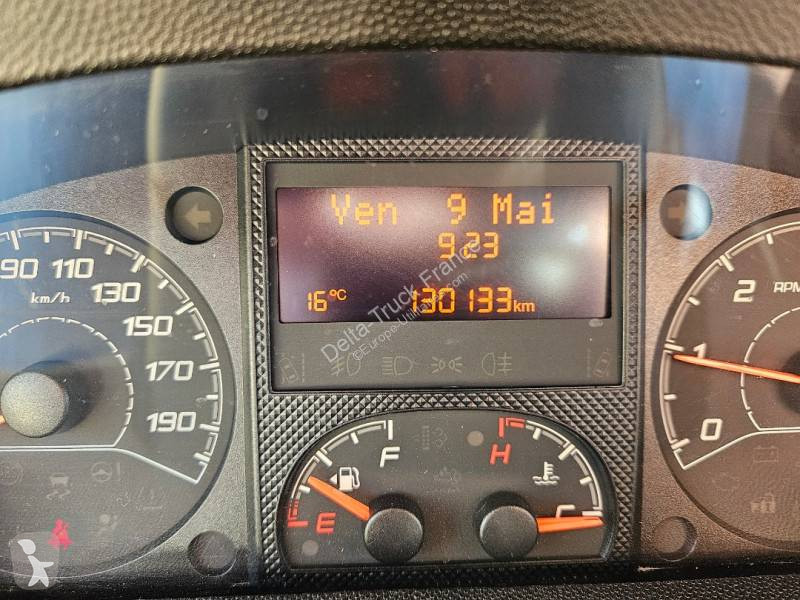 Ven 9 Mai
9:23
16°C 130133km
90 110 130 150 170 190
km/h
2 1 0
RPM
F E
H C
Delta-Truck France